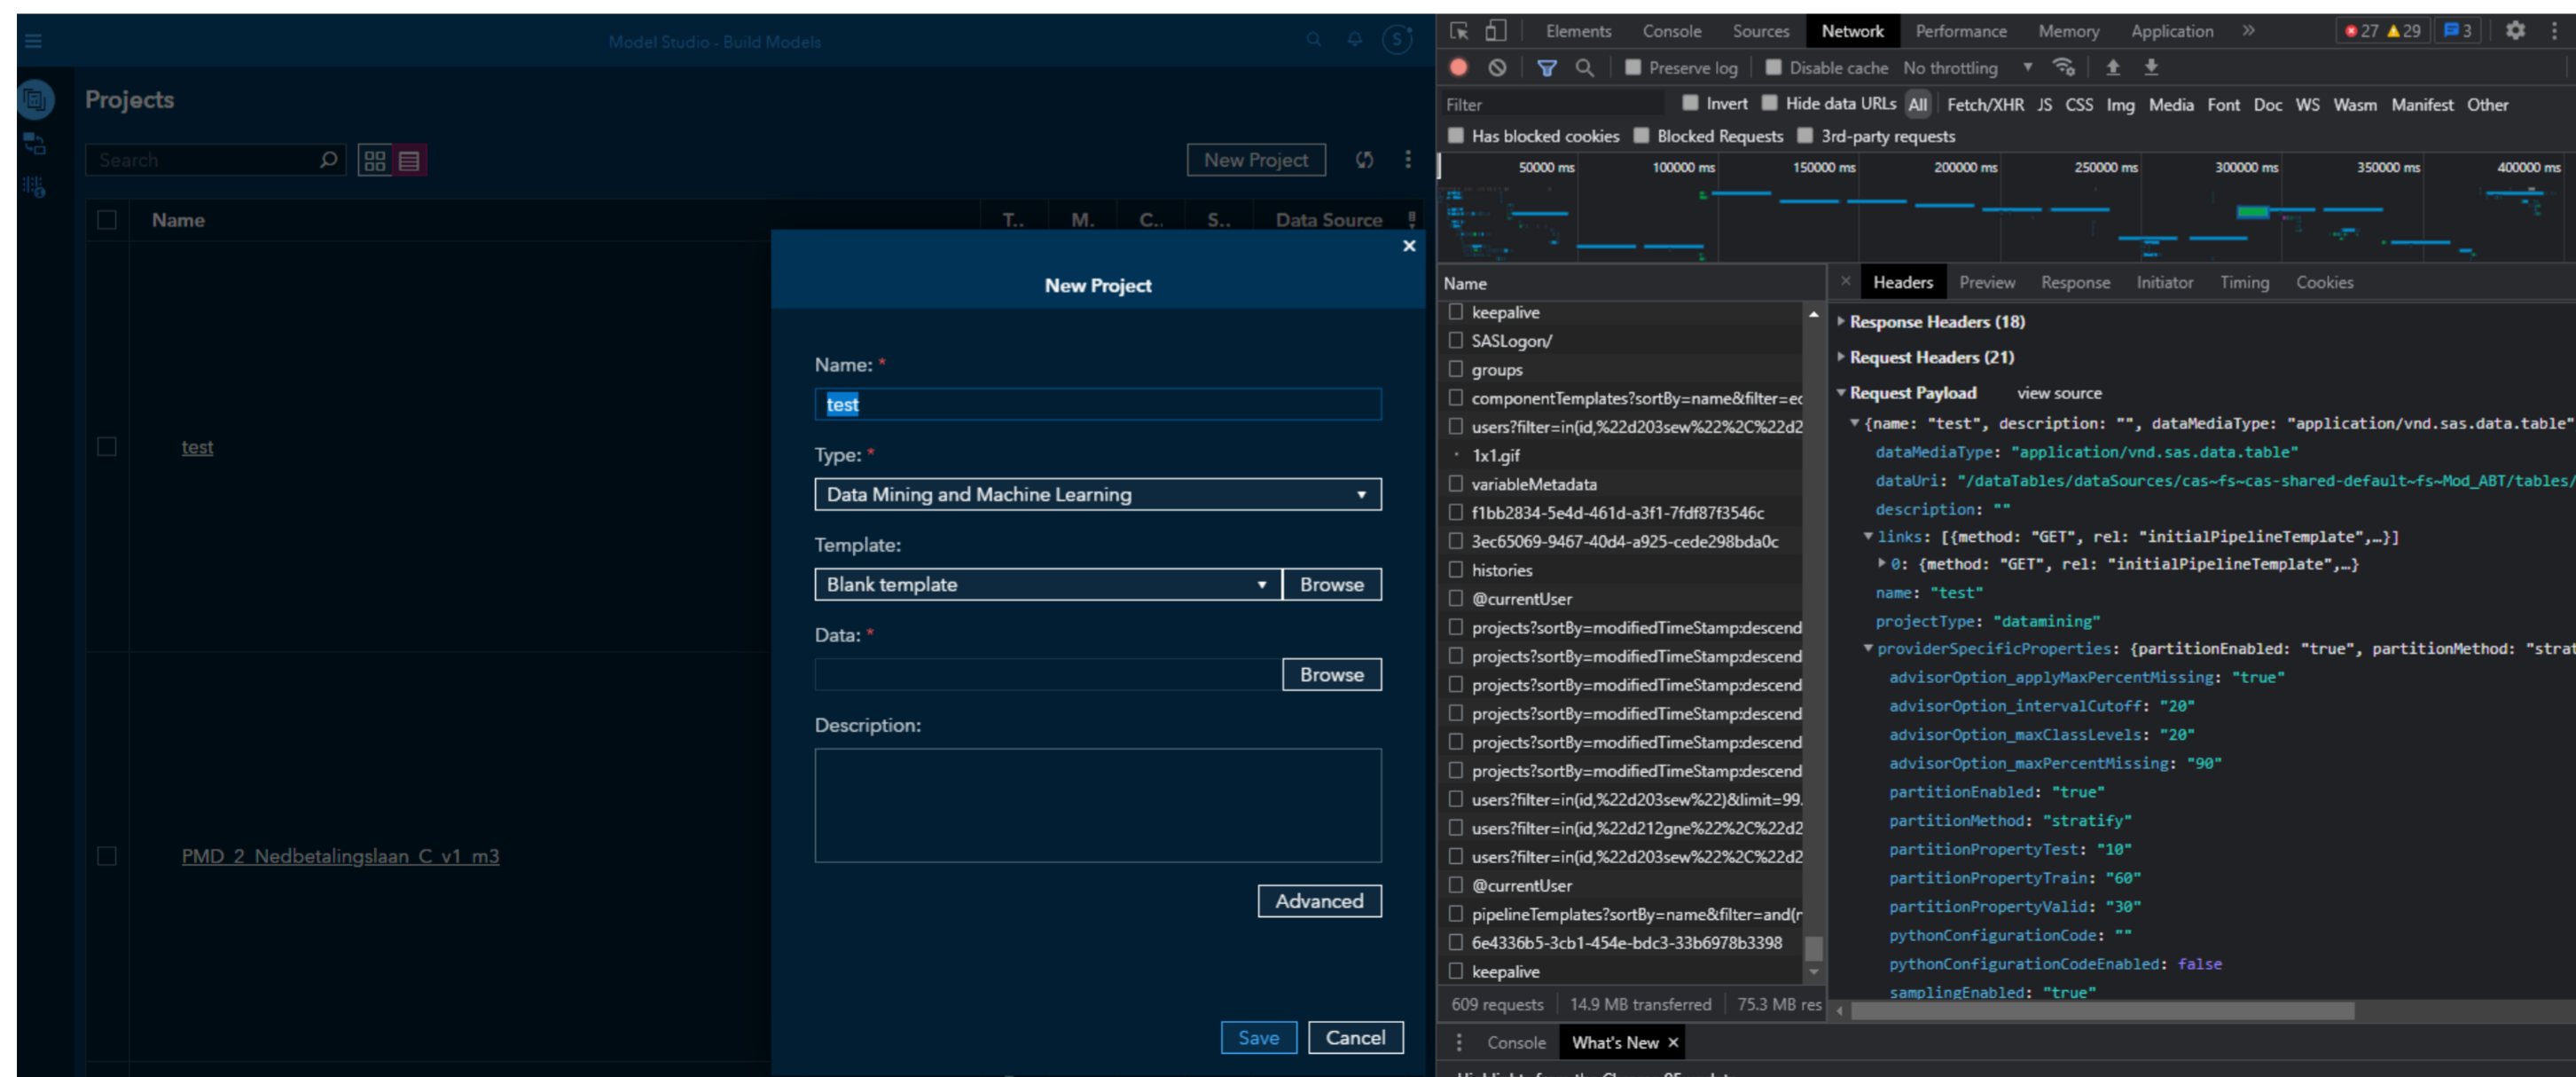 Model Studio - Build Models
S
Projects
Search
New Project
Name
T..
M.
C..
S..
Data Source
test
PMD_2_Nedbetalingslaan_C_v1_m3
New Project
Name: *
test
Type: *
Data Mining and Machine Learning
Template:
Blank template
Browse
Data: *
Browse
Description:
Advanced
Save
Cancel
Elements Console Sources Network Performance Memory Application » 27 29 3
Preserve log Disable cache No throttling
Filter Invert Hide data URLs All Fetch/XHR JS CSS Img Media Font Doc WS Wasm Manifest Other
Has blocked cookies Blocked Requests 3rd-party requests
50000 ms 100000 ms 150000 ms 200000 ms 250000 ms 300000 ms 350000 ms 400000 ms
Name
keepalive
SASLogon/
groups
componentTemplates?sortBy=name&filter=ec
users?filter=in(id,%22d203sew%22%2C%22d2
1x1.gif
variableMetadata
f1bb2834-5e4d-461d-a3f1-7fdf87f3546c
3ec65069-9467-40d4-a925-cede298bda0c
histories
@currentUser
projects?sortBy=modifiedTimeStamp:descend
projects?sortBy=modifiedTimeStamp:descend
projects?sortBy=modifiedTimeStamp:descend
projects?sortBy=modifiedTimeStamp:descend
projects?sortBy=modifiedTimeStamp:descend
projects?sortBy=modifiedTimeStamp:descend
users?filter=in(id,%22d203sew%22)&limit=99.
users?filter=in(id,%22d212gne%22%2C%22d2
users?filter=in(id,%22d203sew%22%2C%22d2
@currentUser
pipelineTemplates?sortBy=name&filter=and(r
6e4336b5-3cb1-454e-bdc3-33b6978b3398
keepalive
609 requests 14.9 MB transferred 75.3 MB res
Headers Preview Response Initiator Timing Cookies
Response Headers (18)
Request Headers (21)
Request Payload view source
{name: "test", description: "", dataMediaType: "application/vnd.sas.data.table"
dataMediaType: "application/vnd.sas.data.table"
dataUri: "/dataTables/dataSources/cas~fs~cas-shared-default~fs~Mod_ABT/tables/
description: ""
links: [{method: "GET", rel: "initialPipelineTemplate",…}]
0: {method: "GET", rel: "initialPipelineTemplate",…}
name: "test"
projectType: "datamining"
providerSpecificProperties: {partitionEnabled: "true", partitionMethod: "strat
advisorOption_applyMaxPercentMissing: "true"
advisorOption_intervalCutoff: "20"
advisorOption_maxClassLevels: "20"
advisorOption_maxPercentMissing: "90"
partitionEnabled: "true"
partitionMethod: "stratify"
partitionPropertyTest: "10"
partitionPropertyTrain: "60"
partitionPropertyValid: "30"
pythonConfigurationCode: ""
pythonConfigurationCodeEnabled: false
samplingEnabled: "true"
Console What's New ×